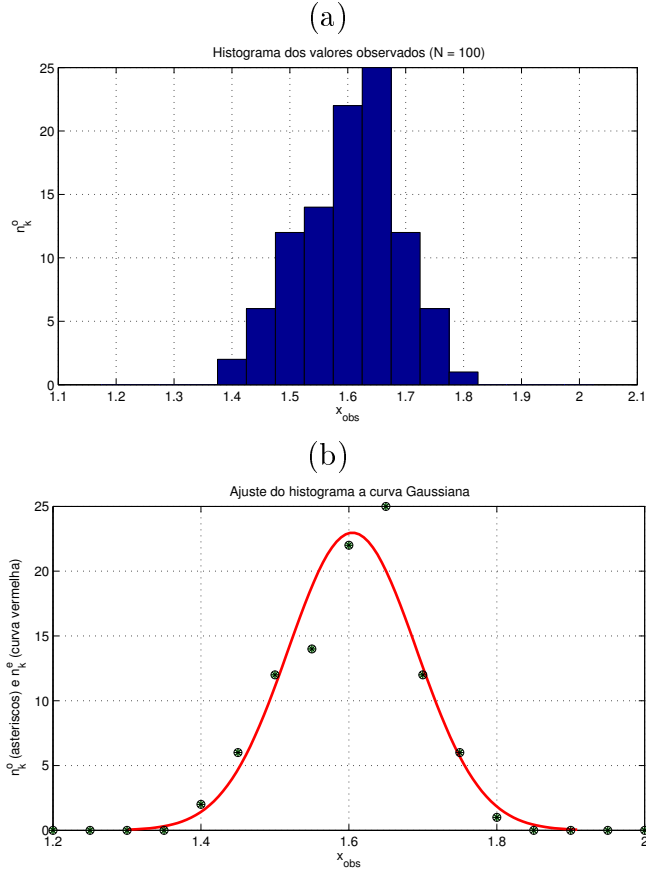 (a)
Histograma dos valores observados (N = 100)
25
20
15
10
5
0
n_k^o
1.1 1.2 1.3 1.4 1.5 1.6 1.7 1.8 1.9 2 2.1
x_obs
(b)
Ajuste do histograma a curva Gaussiana
25
20
15
10
5
0
n_k^o (asteriscos) e n_k^e (curva vermelha)
1.2 1.4 1.6 1.8 2
x_obs